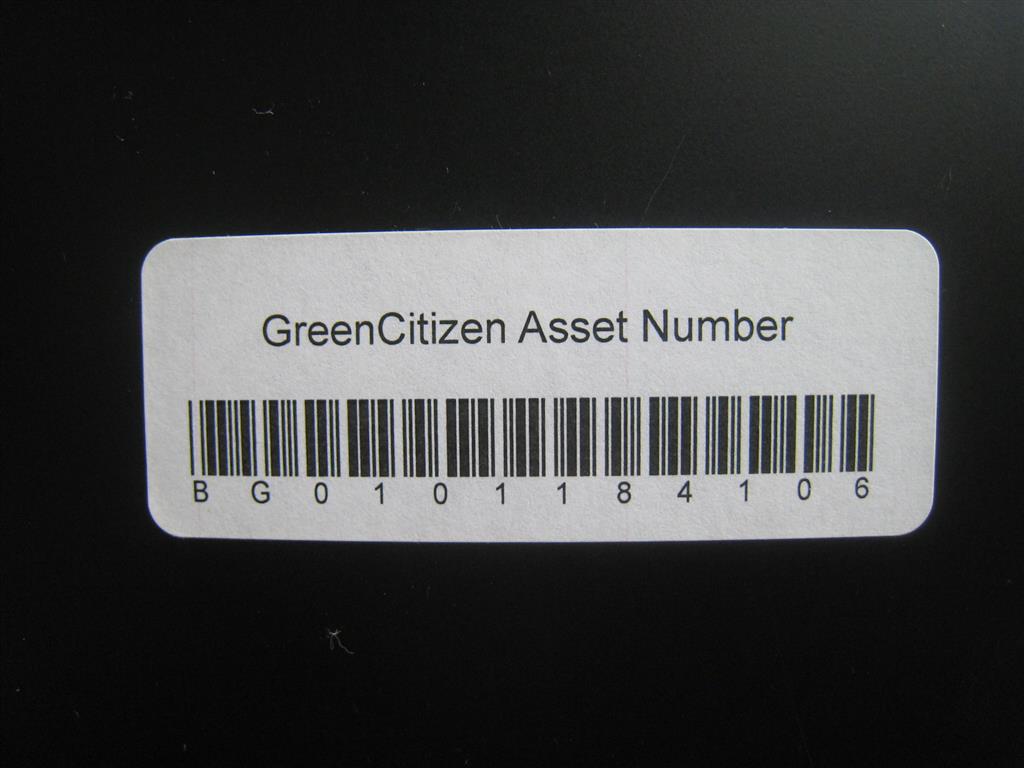 GreenCitizen Asset Number
B G 0 1 0 1 1 8 4 1 0 6